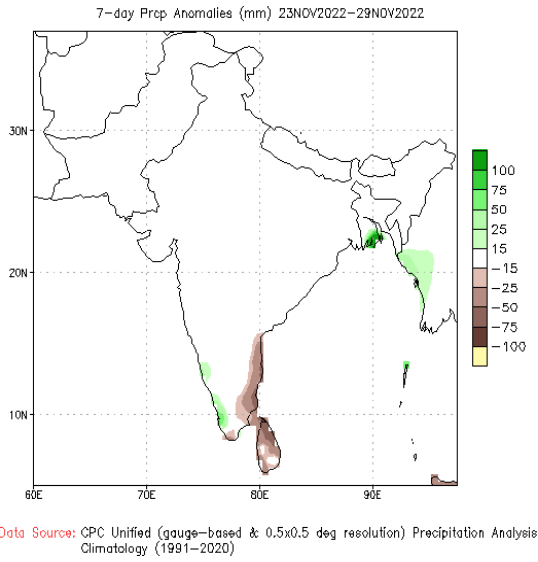 7-day Prcp Anomalies (mm) 23NOV2022-29NOV2022
30N
20N
10N
60E 70E 80E 90E
100
75
50
25
15
-15
-25
-50
-75
-100
Data Source: CPC Unified (gauge-based & 0.5x0.5 deg resolution) Precipitation Analysis
Climatology (1991-2020)